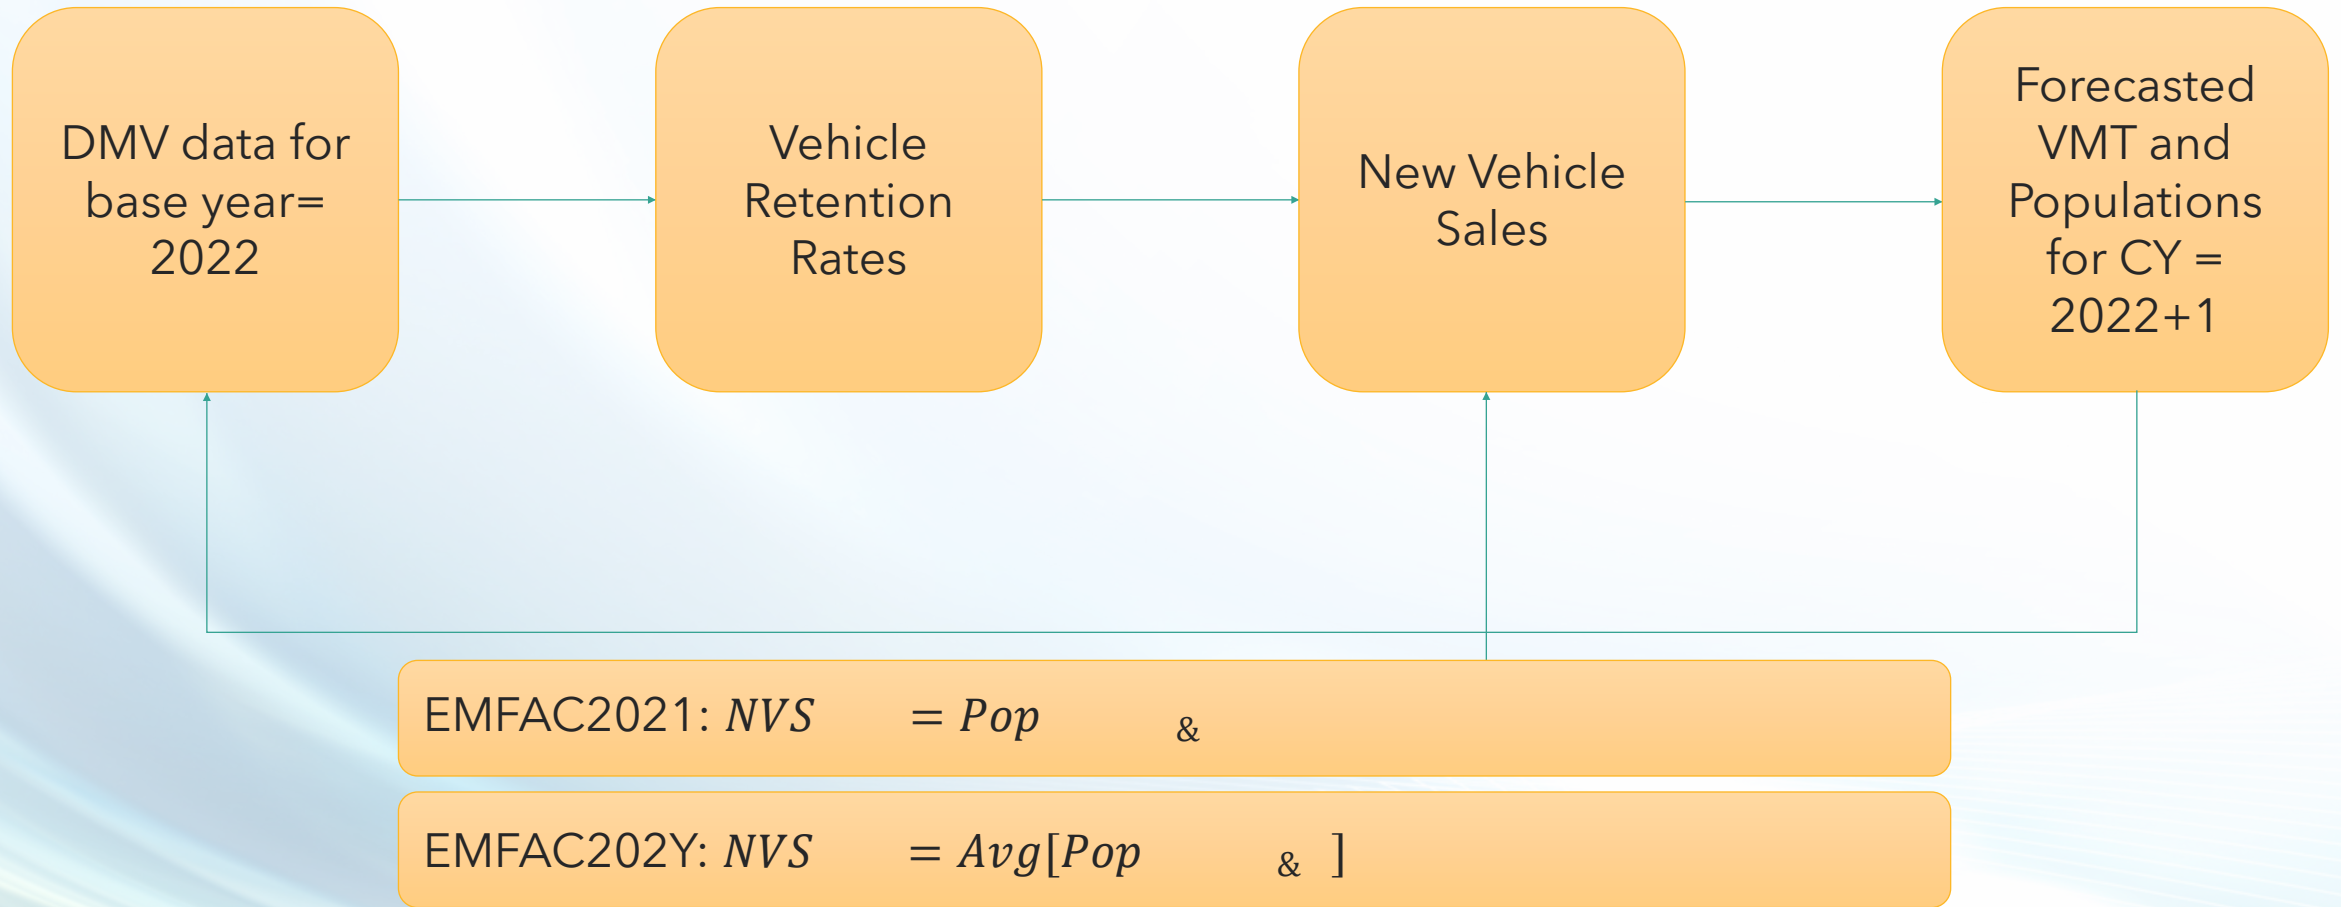 DMV data for
base year=
2022
Vehicle
Retention
Rates
New Vehicle
Sales
Forecasted
VMT and
Populations
for CY =
2022+1
EMFAC2021: NVS = Pop &
EMFAC202Y: NVS = Avg[Pop & ]